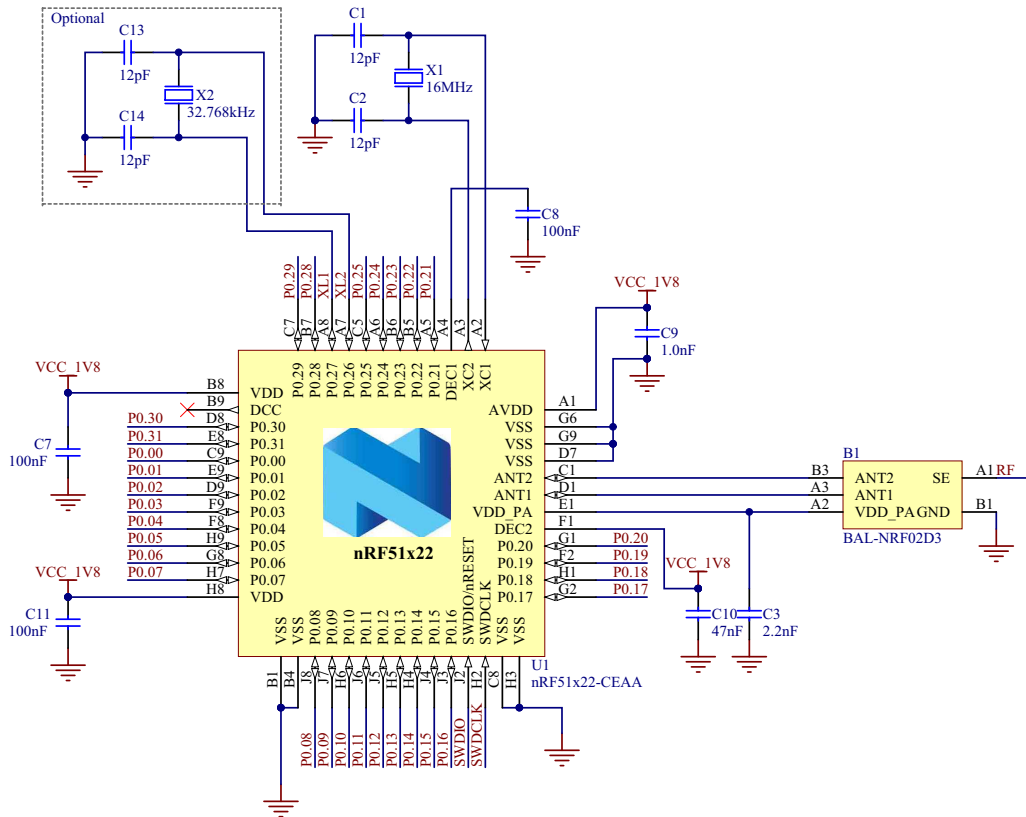 Optional
C13
12pF
X2
32.768kHz
C14
12pF
C1
12pF
X1
16MHz
C2
12pF
C8
100nF
P0.29
P0.28
XL1
XL2
P0.25
P0.24
P0.23
P0.22
P0.21
C7
B7
A8
A7
C5
A6
B6
B5
A5
A4
A3
A2
P0.29
P0.28
P0.27
P0.26
P0.25
P0.24
P0.23
P0.22
P0.21
DEC1
XC2
XC1
VCC_1V8
C9
1.0nF
VCC_1V8
C7
100nF
B8 VDD
B9 DCC
P0.30 D8 P0.30
P0.31 E8 P0.31
P0.00 C9 P0.00
P0.01 E9 P0.01
P0.02 D9 P0.02
P0.03 F9 P0.03
P0.04 F8 P0.04
P0.05 H9 P0.05
P0.06 G8 P0.06
P0.07 H7 P0.07
H8 VDD
VCC_1V8
C11
100nF
nRF51x22
AVDD A1
VSS G6
VSS G9
VSS D7
ANT2 C1
ANT1 D1
VDD_PA E1
DEC2 F1
P0.20 G1 P0.20
P0.19 F2 P0.19
P0.18 H1 P0.18
P0.17 G2 P0.17
B1
B3 ANT2 SE A1 RF
A3 ANT1
A2 VDD_PA GND B1
BAL-NRF02D3
VCC_1V8
C10
47nF
C3
2.2nF
VSS
VSS
P0.08
P0.09
P0.10
P0.11
P0.12
P0.13
P0.14
P0.15
P0.16
SWDIO/nRESET
SWDCLK
VSS
VSS
U1
nRF51x22-CEAA
B1
B4
J8
J7
H6
J6
J5
H5
H4
J4
J3
J2
H2
C8
H3
P0.08
P0.09
P0.10
P0.11
P0.12
P0.13
P0.14
P0.15
P0.16
SWDIO
SWDCLK